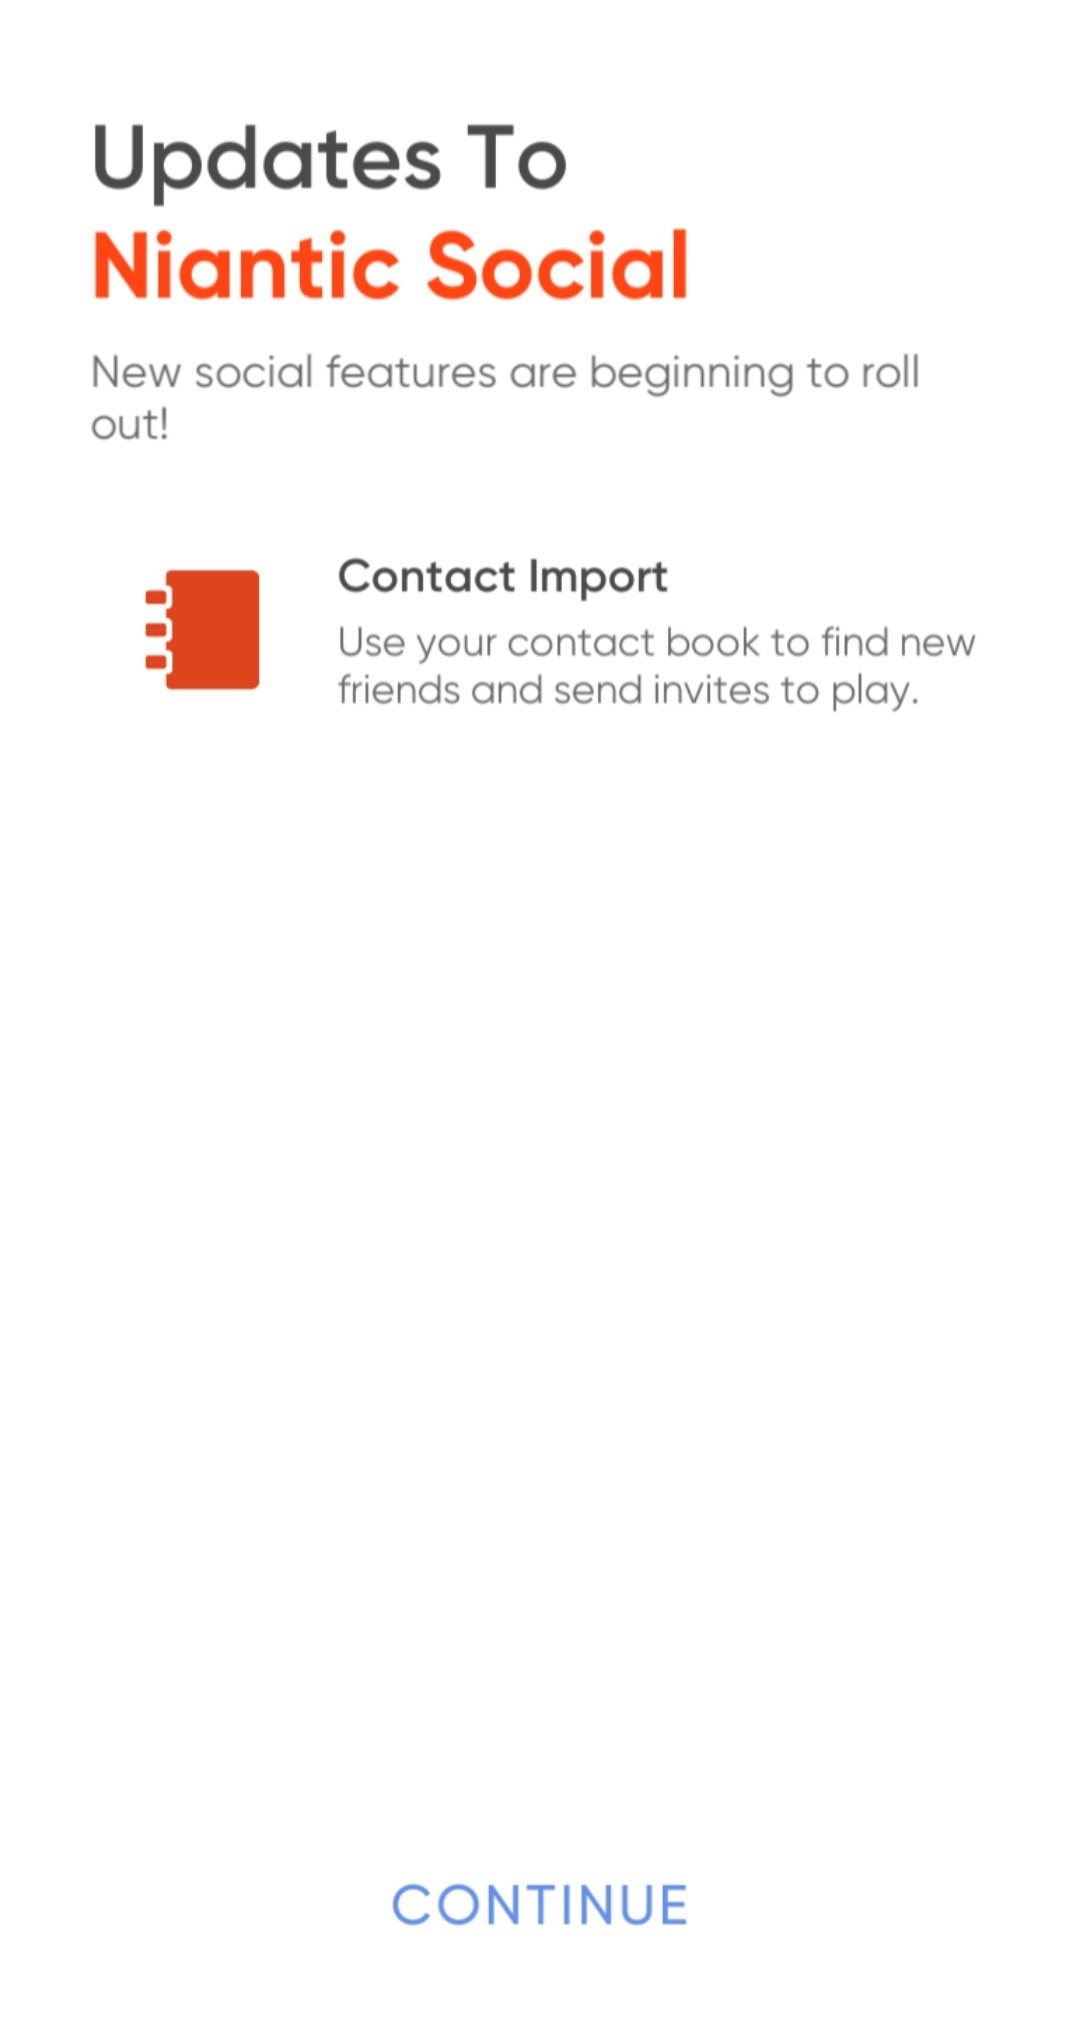 Updates To
Niantic Social
New social features are beginning to roll
out!
Contact Import
Use your contact book to find new
friends and send invites to play.
CONTINUE